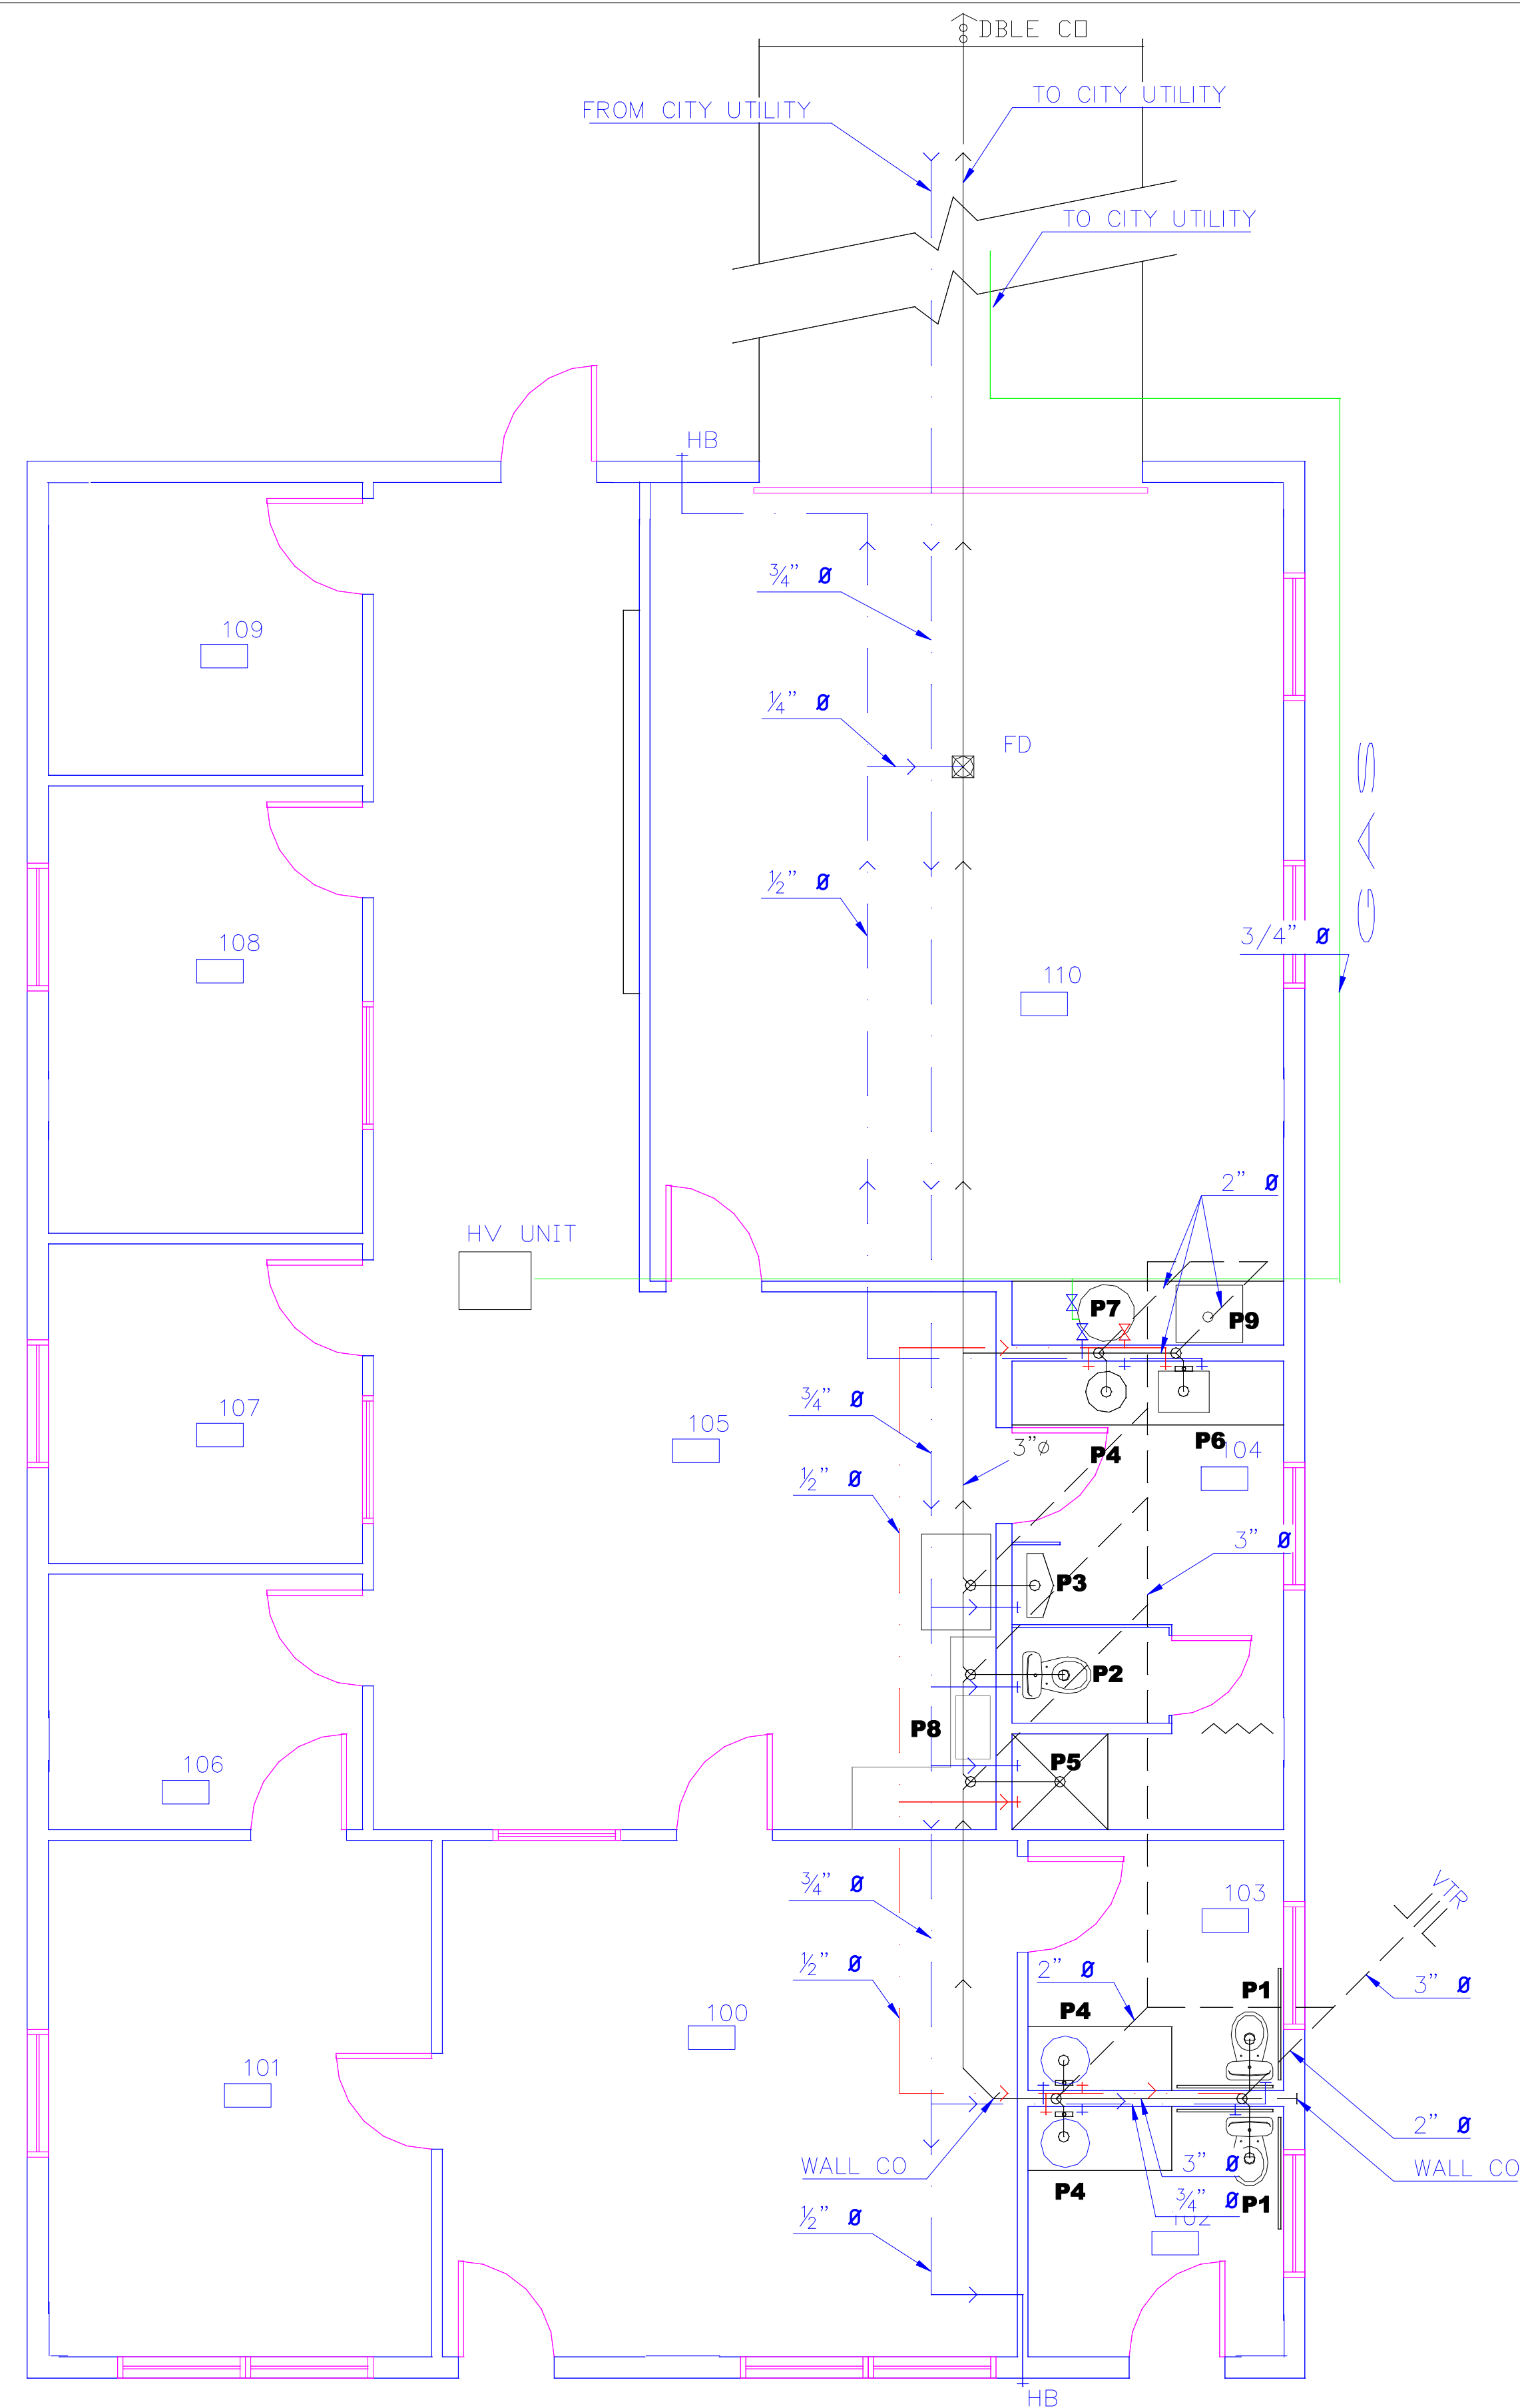 DBLE CO
TO CITY UTILITY
FROM CITY UTILITY
TO CITY UTILITY
HB
¾" Ø
109
¼" Ø
FD
GAS
½" Ø
3/4" Ø
108
110
2" Ø
HV UNIT
P7
P9
¾" Ø
107
105
3"Ø
P4
P6
104
½" Ø
3" Ø
P3
P2
P8
P5
106
¾" Ø
103
VTR
½" Ø
2" Ø
P1
3" Ø
P4
100
101
2" Ø
WALL CO
3" Ø
WALL CO
P4
¾" Ø
P1
½" Ø
102
HB